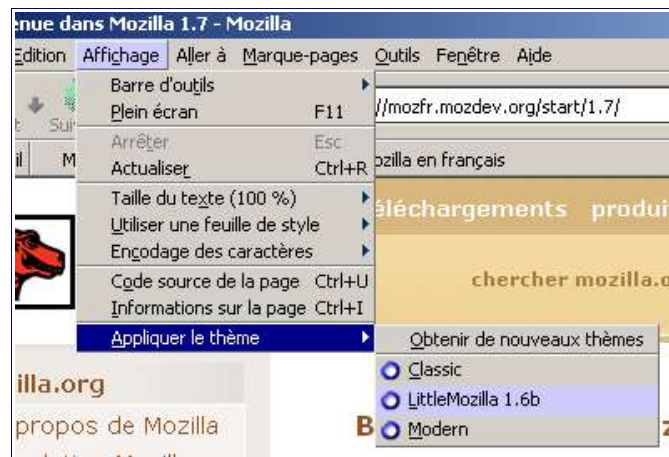 enue dans Mozilla 1.7 - Mozilla
Edition Affichage Aller à Marque-pages Outils Fenêtre Aide
Barre d'outils
Plein écran F11
//mozfr.mozdev.org/start/1.7/
Arrêter Esc
Actualiser Ctrl+R
ozilla en français
Taille du texte (100 %)
Utiliser une feuille de style
Encodage des caractères
éléchargements produi
Code source de la page Ctrl+U
Informations sur la page Ctrl+I
chercher mozilla.o
Appliquer le thème
Obtenir de nouveaux thèmes
Classic
LittleMozilla 1.6b
Modern
illa.org
propos de Mozilla